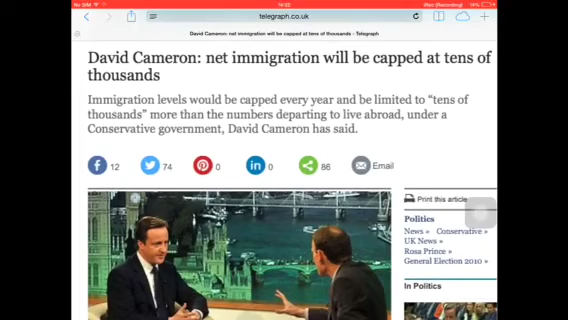 No SIM
14:22
iPad (Recording)
14%
telegraph.co.uk
David Cameron: net immigration will be capped at tens of thousands - Telegraph
David Cameron: net immigration will be capped at tens of
thousands
Immigration levels would be capped every year and be limited to “tens of
thousands” more than the numbers departing to live abroad, under a
Conservative government, David Cameron has said.
12
74
0
0
86
Email
Print this article
Politics
News »
Conservative »
UK News »
Rosa Prince »
General Election 2010 »
In Politics